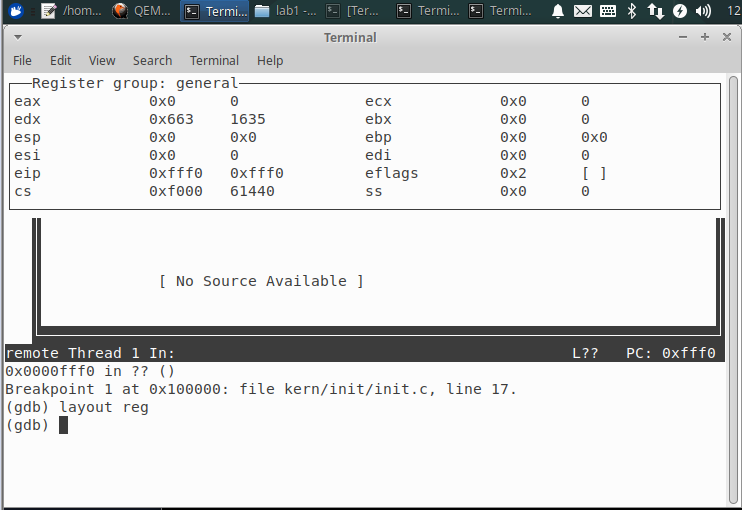 /hom... QEM... Termi... lab1 -... [Ter... Termi... Termi... 12
Terminal
File Edit View Search Terminal Help
Register group: general
eax 0x0 0 ecx 0x0 0
edx 0x663 1635 ebx 0x0 0
esp 0x0 0x0 ebp 0x0 0x0
esi 0x0 0 edi 0x0 0
eip 0xfff0 0xfff0 eflags 0x2 [ ]
cs 0xf000 61440 ss 0x0 0
[ No Source Available ]
remote Thread 1 In: L?? PC: 0xfff0
0x0000fff0 in ?? ()
Breakpoint 1 at 0x100000: file kern/init/init.c, line 17.
(gdb) layout reg
(gdb)